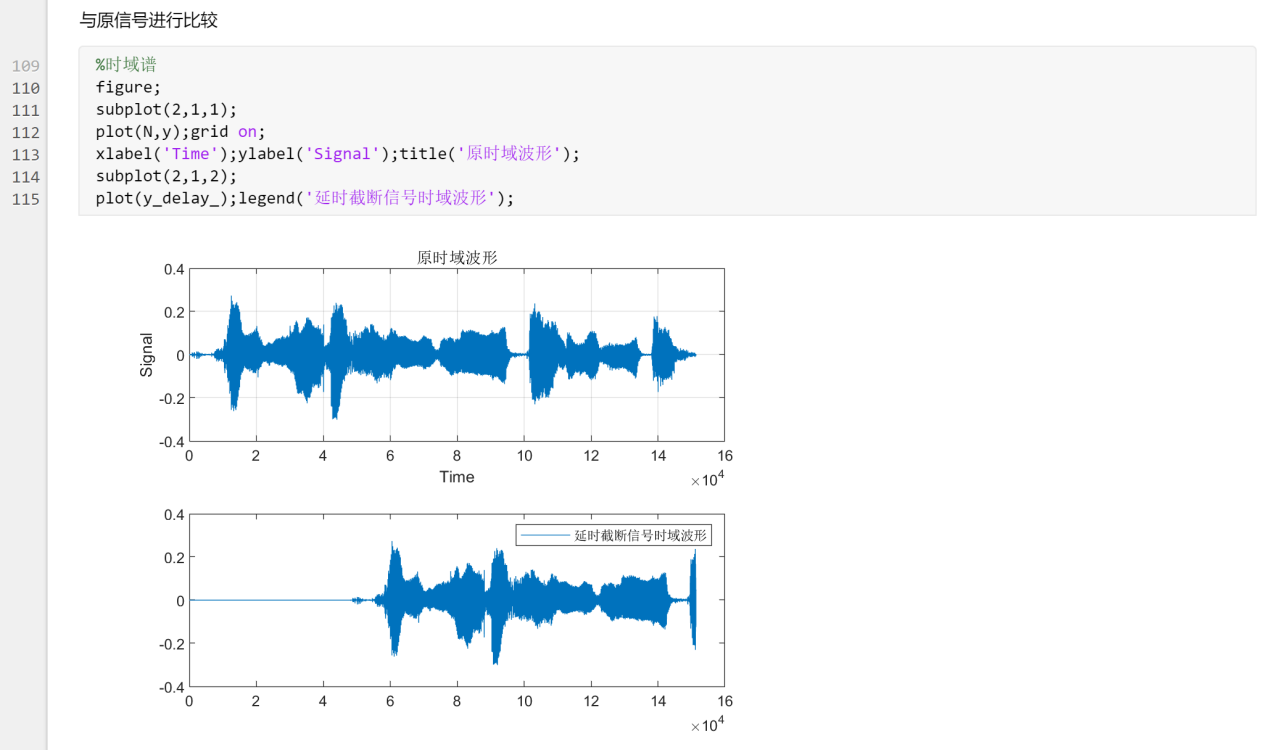 与原信号进行比较
109 %时域谱
110 figure;
111 subplot(2,1,1);
112 plot(N,y);grid on;
113 xlabel('Time');ylabel('Signal');title('原时域波形');
114 subplot(2,1,2);
115 plot(y_delay_);legend('延时截断信号时域波形');
原时域波形
0.4
0.2
0
-0.2
-0.4
Signal
0 2 4 6 8 10 12 14 16
Time
×10⁴
0.4
延时截断信号时域波形
0.2
0
-0.2
-0.4
0 2 4 6 8 10 12 14 16
×10⁴